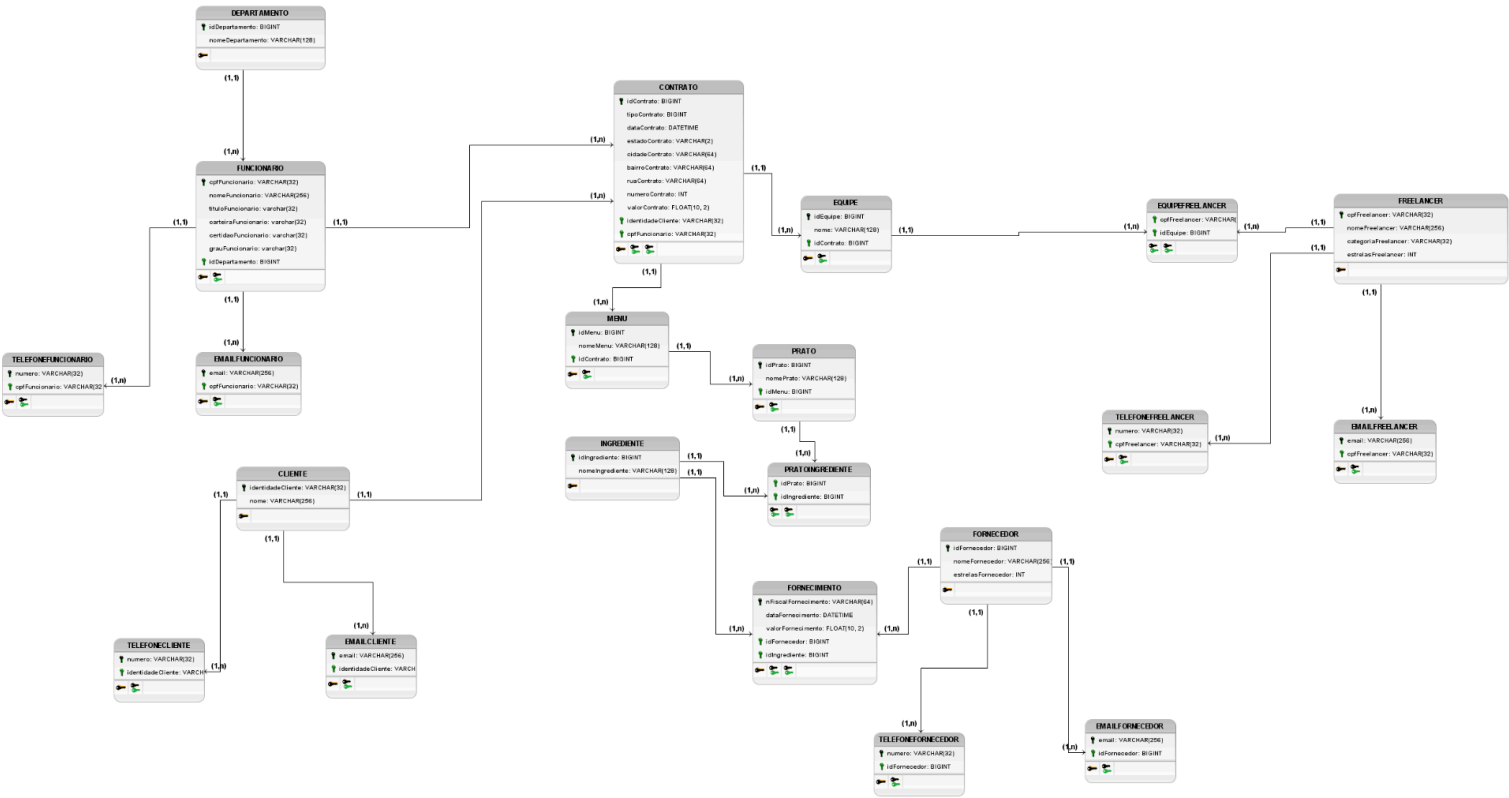 DEPARTAMENTO
idDepartamento: BIGINT
nomeDepartamento: VARCHAR(128)
(1,1)
(1,n)
FUNCIONARIO
cpfFuncionario: VARCHAR(32)
nomeFuncionario: VARCHAR(256)
tituloFuncionario: varchar(32)
carteiraFuncionario: varchar(32)
certidaoFuncionario: varchar(32)
grauFuncionario: varchar(32)
idDepartamento: BIGINT
(1,1)
(1,1)
(1,1)
(1,n)
(1,n)
TELEFONEFUNCIONARIO
numero: VARCHAR(32)
cpfFuncionario: VARCHAR(32
EMAILFUNCIONARIO
email: VARCHAR(256)
cpfFuncionario: VARCHAR(32)
CONTRATO
idContrato: BIGINT
tipoContrato: BIGINT
dataContrato: DATETIME
estadoContrato: VARCHAR(2)
cidadeContrato: VARCHAR(64)
bairroContrato: VARCHAR(64)
ruaContrato: VARCHAR(64)
numeroContrato: INT
valorContrato: FLOAT(10, 2)
identidadeCliente: VARCHAR(32)
cpfFuncionario: VARCHAR(32)
(1,n)
(1,n)
(1,1)
(1,1)
(1,n)
EQUIPE
idEquipe: BIGINT
nome: VARCHAR(128)
idContrato: BIGINT
(1,1)
(1,n)
EQUIPEFREELANCER
cpfFreelancer: VARCHAR(
idEquipe: BIGINT
(1,n)
(1,1)
(1,1)
FREELANCER
cpfFreelancer: VARCHAR(32)
nomeFreelancer: VARCHAR(256)
categoriaFreelancer: VARCHAR(32)
estrelasFreelancer: INT
(1,1)
(1,n)
(1,n)
TELEFONEFREELANCER
numero: VARCHAR(32)
cpfFreelancer: VARCHAR(32)
EMAILFREELANCER
email: VARCHAR(256)
cpfFreelancer: VARCHAR(32)
(1,n)
MENU
idMenu: BIGINT
nomeMenu: VARCHAR(128)
idContrato: BIGINT
(1,1)
(1,n)
PRATO
idPrato: BIGINT
nomePrato: VARCHAR(128)
idMenu: BIGINT
(1,1)
(1,n)
INGREDIENTE
idIngrediente: BIGINT
nomeIngrediente: VARCHAR(128)
(1,1)
(1,1)
(1,n)
PRATOINGREDIENTE
idPrato: BIGINT
idIngrediente: BIGINT
CLIENTE
identidadeCliente: VARCHAR(32)
nome: VARCHAR(256)
(1,1)
(1,1)
(1,1)
(1,n)
(1,n)
TELEFONECLIENTE
numero: VARCHAR(32)
identidadeCliente: VARCH
EMAILCLIENTE
email: VARCHAR(256)
identidadeCliente: VARCH
FORNECEDOR
idFornecedor: BIGINT
nomeFornecedor: VARCHAR(256
estrelasFornecedor: INT
(1,1)
(1,1)
(1,1)
FORNECIMENTO
nFiscalFornecimento: VARCHAR(64)
dataFornecimento: DATETIME
valorFornecimento: FLOAT(10, 2)
idFornecedor: BIGINT
idIngrediente: BIGINT
(1,n)
(1,n)
(1,n)
(1,n)
TELEFONEFORNECEDOR
numero: VARCHAR(32)
idFornecedor: BIGINT
EMAILFORNECEDOR
email: VARCHAR(256)
idFornecedor: BIGINT